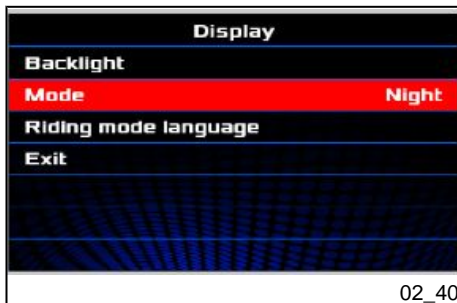 Display
Backlight
Mode Night
Riding mode language
Exit
02_40